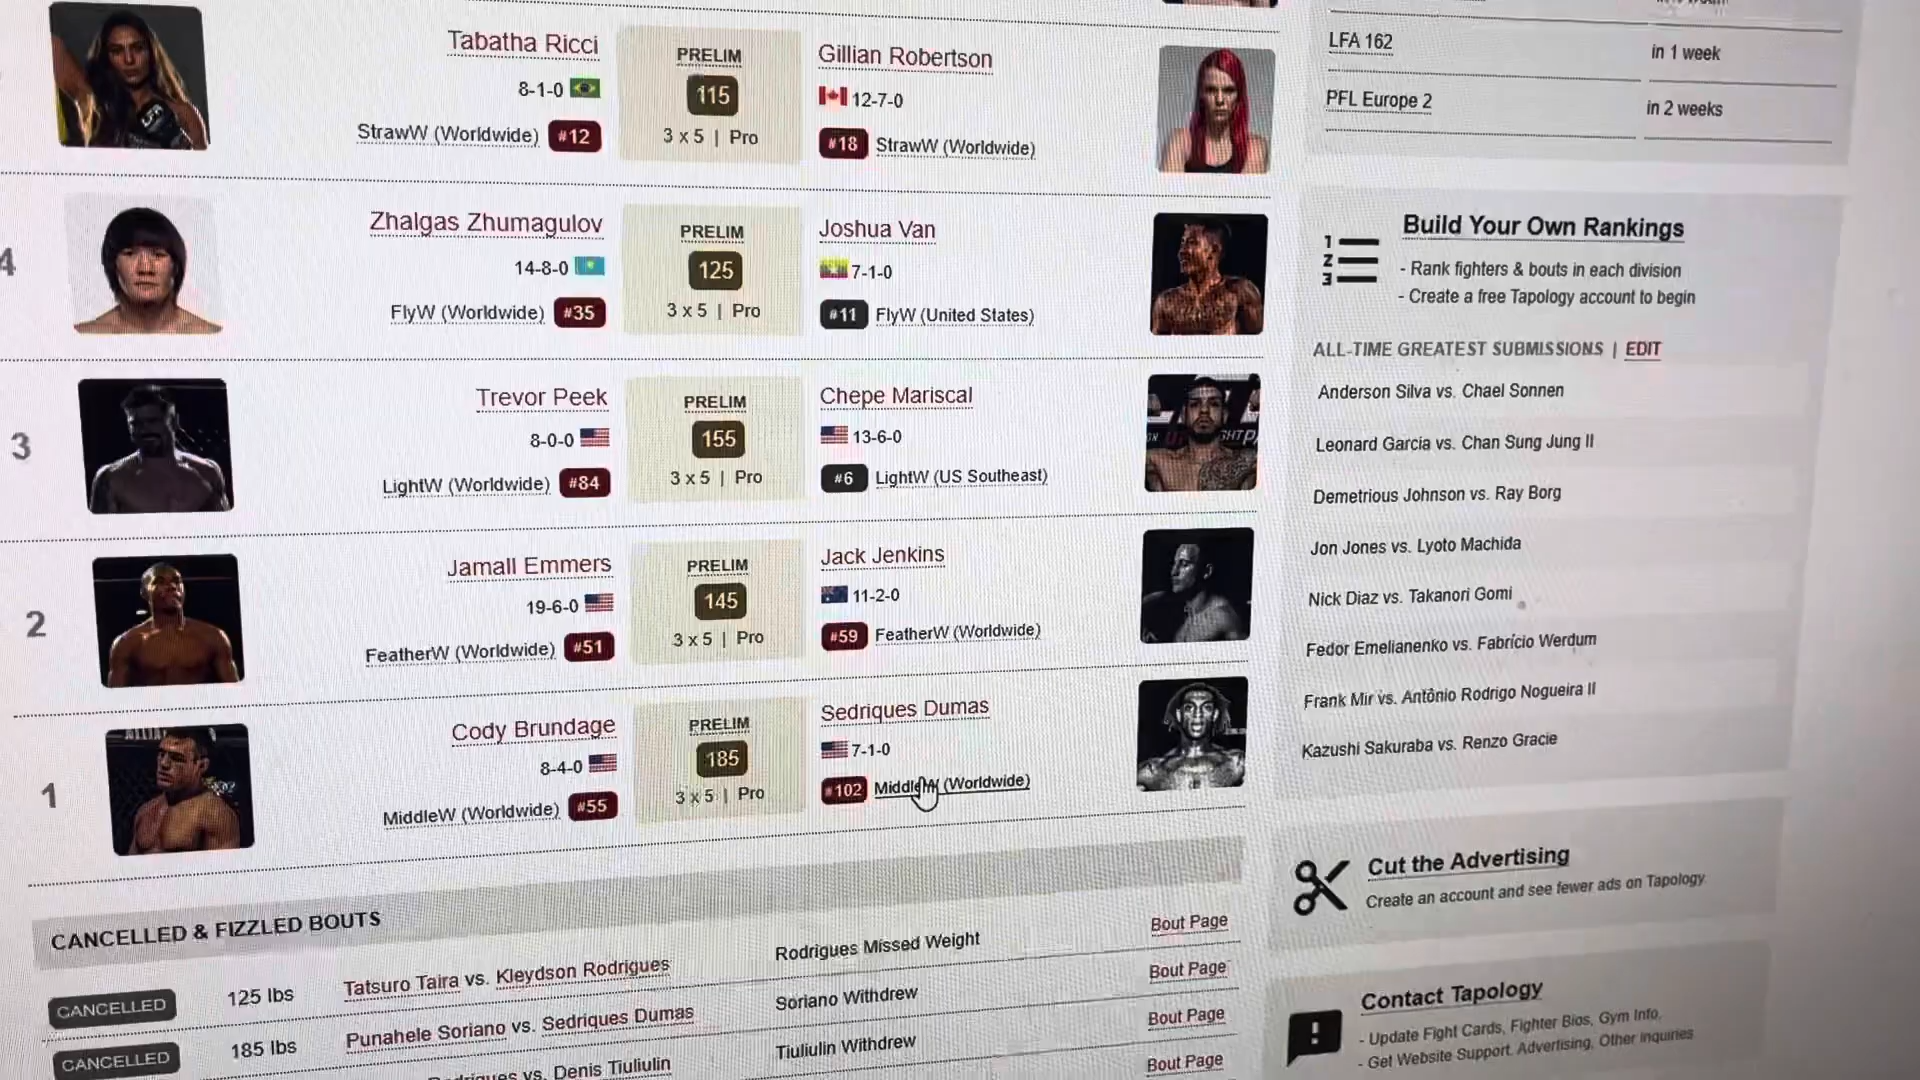 Tabatha Ricci
8-1-0
StrawW (Worldwide) #12
PRELIM
115
3 x 5 | Pro
Gillian Robertson
12-7-0
#18 StrawW (Worldwide)
4
Zhalgas Zhumagulov
14-8-0
FlyW (Worldwide) #35
PRELIM
125
3 x 5 | Pro
Joshua Van
7-1-0
#11 FlyW (United States)
3
Trevor Peek
8-0-0
LightW (Worldwide) #84
PRELIM
155
3 x 5 | Pro
Chepe Mariscal
13-6-0
#6 LightW (US Southeast)
2
Jamall Emmers
19-6-0
FeatherW (Worldwide) #51
PRELIM
145
3 x 5 | Pro
Jack Jenkins
11-2-0
#59 FeatherW (Worldwide)
1
Cody Brundage
8-4-0
MiddleW (Worldwide) #55
PRELIM
185
3 x 5 | Pro
Sedriques Dumas
7-1-0
#102 MiddleW (Worldwide)
CANCELLED & FIZZLED BOUTS
CANCELLED 125 lbs Tatsuro Taira vs. Kleydson Rodrigues Rodrigues Missed Weight Bout Page
CANCELLED 185 lbs Punahele Soriano vs. Sedriques Dumas Soriano Withdrew Bout Page
Rodrigues vs. Denis Tiuliulin Tiuliulin Withdrew Bout Page
Bout Page
LFA 162 in 1 week
PFL Europe 2 in 2 weeks
1
2
3
Build Your Own Rankings
- Rank fighters & bouts in each division
- Create a free Tapology account to begin
ALL-TIME GREATEST SUBMISSIONS | EDIT
Anderson Silva vs. Chael Sonnen
Leonard Garcia vs. Chan Sung Jung II
Demetrious Johnson vs. Ray Borg
Jon Jones vs. Lyoto Machida
Nick Diaz vs. Takanori Gomi
Fedor Emelianenko vs. Fabrício Werdum
Frank Mir vs. Antônio Rodrigo Nogueira II
Kazushi Sakuraba vs. Renzo Gracie
Cut the Advertising
Create an account and see fewer ads on Tapology
Contact Tapology
- Update Fight Cards, Fighter Bios, Gym Info,
- Get Website Support, Advertising, Other Inquiries